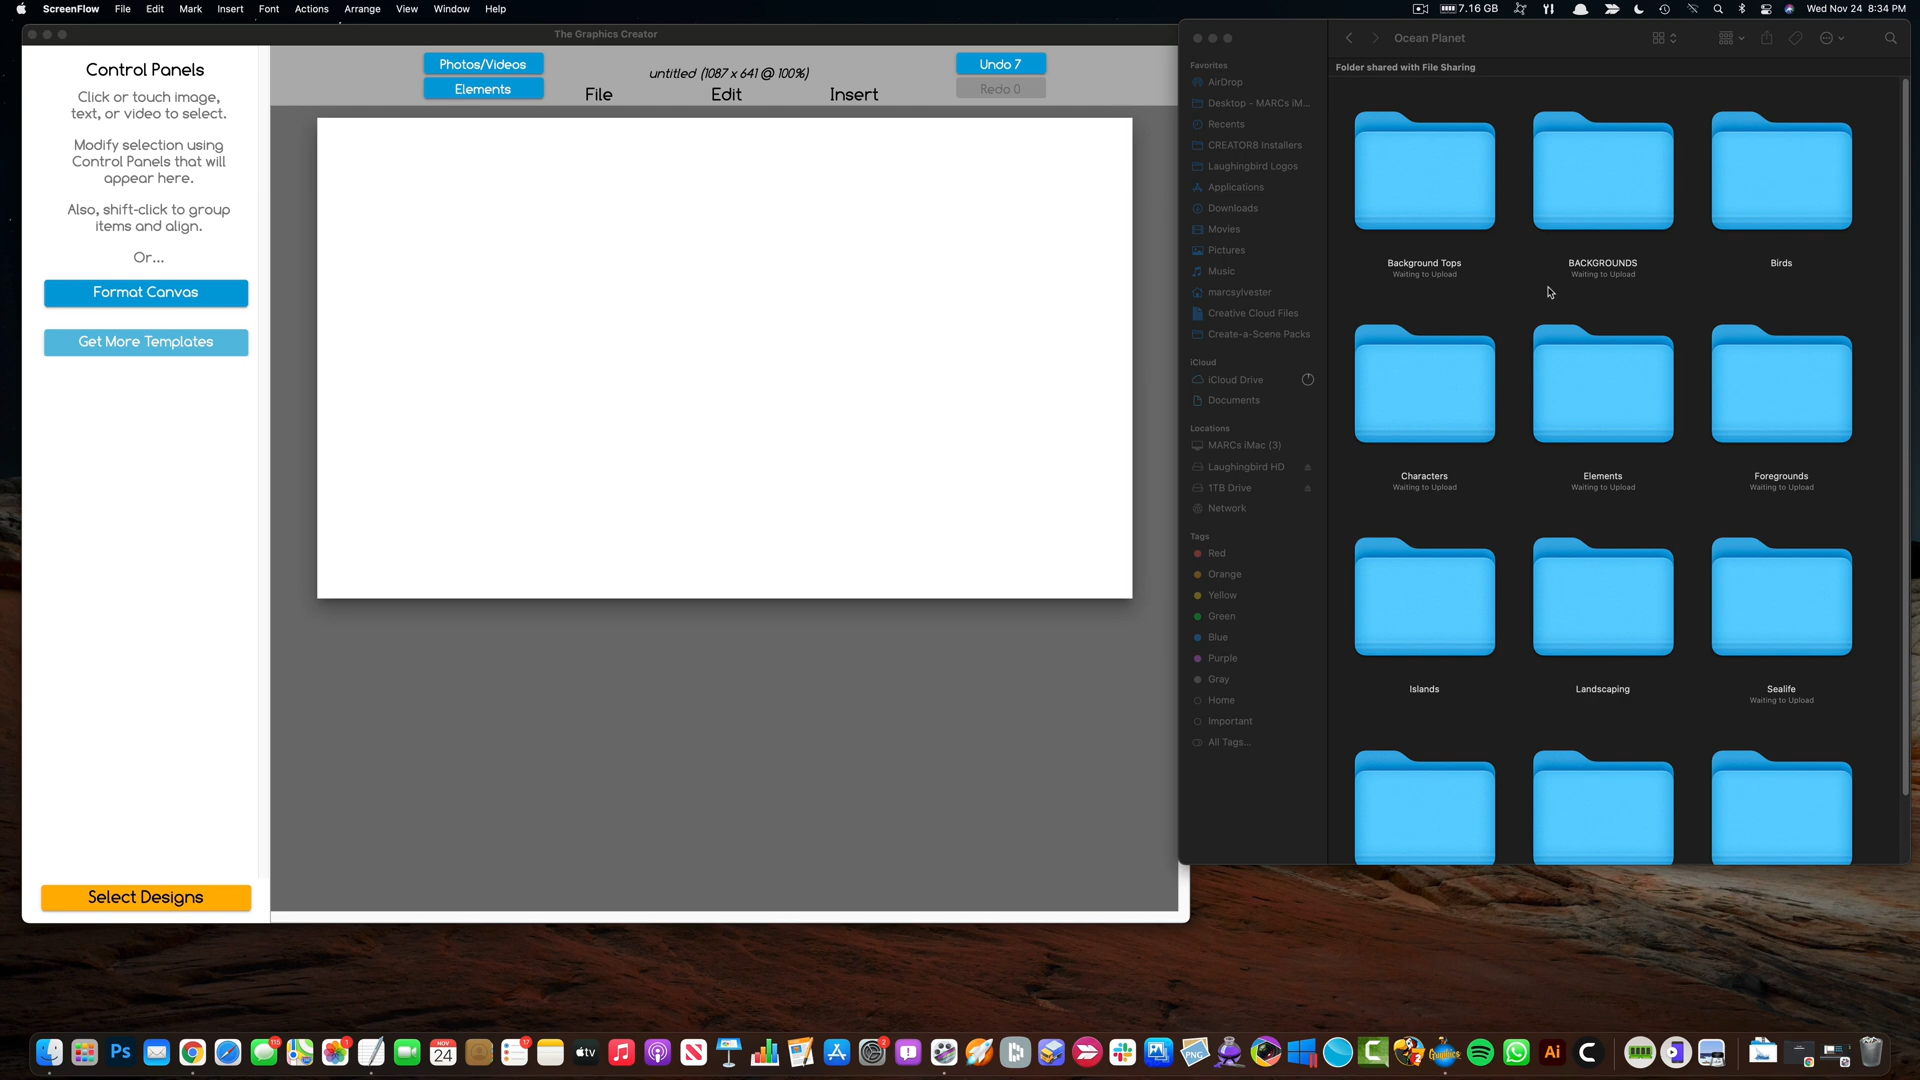 ScreenFlow File Edit Mark Insert Font Actions Arrange View Window Help
7.16 GB
Wed Nov 24 8:34 PM
The Graphics Creator
Control Panels
Click or touch image,
text, or video to select.
Modify selection using
Control Panels that will
appear here.
Also, shift-click to group
items and align.
Or...
Format Canvas
Get More Templates
Select Designs
Photos/Videos
Elements
untitled (1087 x 641 @ 100%)
File Edit Insert
Undo 7
Redo 0
Ocean Planet
Folder shared with File Sharing
Favorites
AirDrop
Desktop - MARCs iM...
Recents
CREATOR8 Installers
Laughingbird Logos
Applications
Downloads
Movies
Pictures
Music
marcsylvester
Creative Cloud Files
Create-a-Scene Packs
iCloud
iCloud Drive
Documents
Locations
MARCs iMac (3)
Laughingbird HD
1TB Drive
Network
Tags
Red
Orange
Yellow
Green
Blue
Purple
Gray
Home
Important
All Tags...
Background Tops
Waiting to Upload
BACKGROUNDS
Waiting to Upload
Birds
Characters
Waiting to Upload
Elements
Waiting to Upload
Foregrounds
Waiting to Upload
Islands
Landscaping
Sealife
Waiting to Upload
Ps
115
1
NOV
24
17
tv
2
PNG
Ai